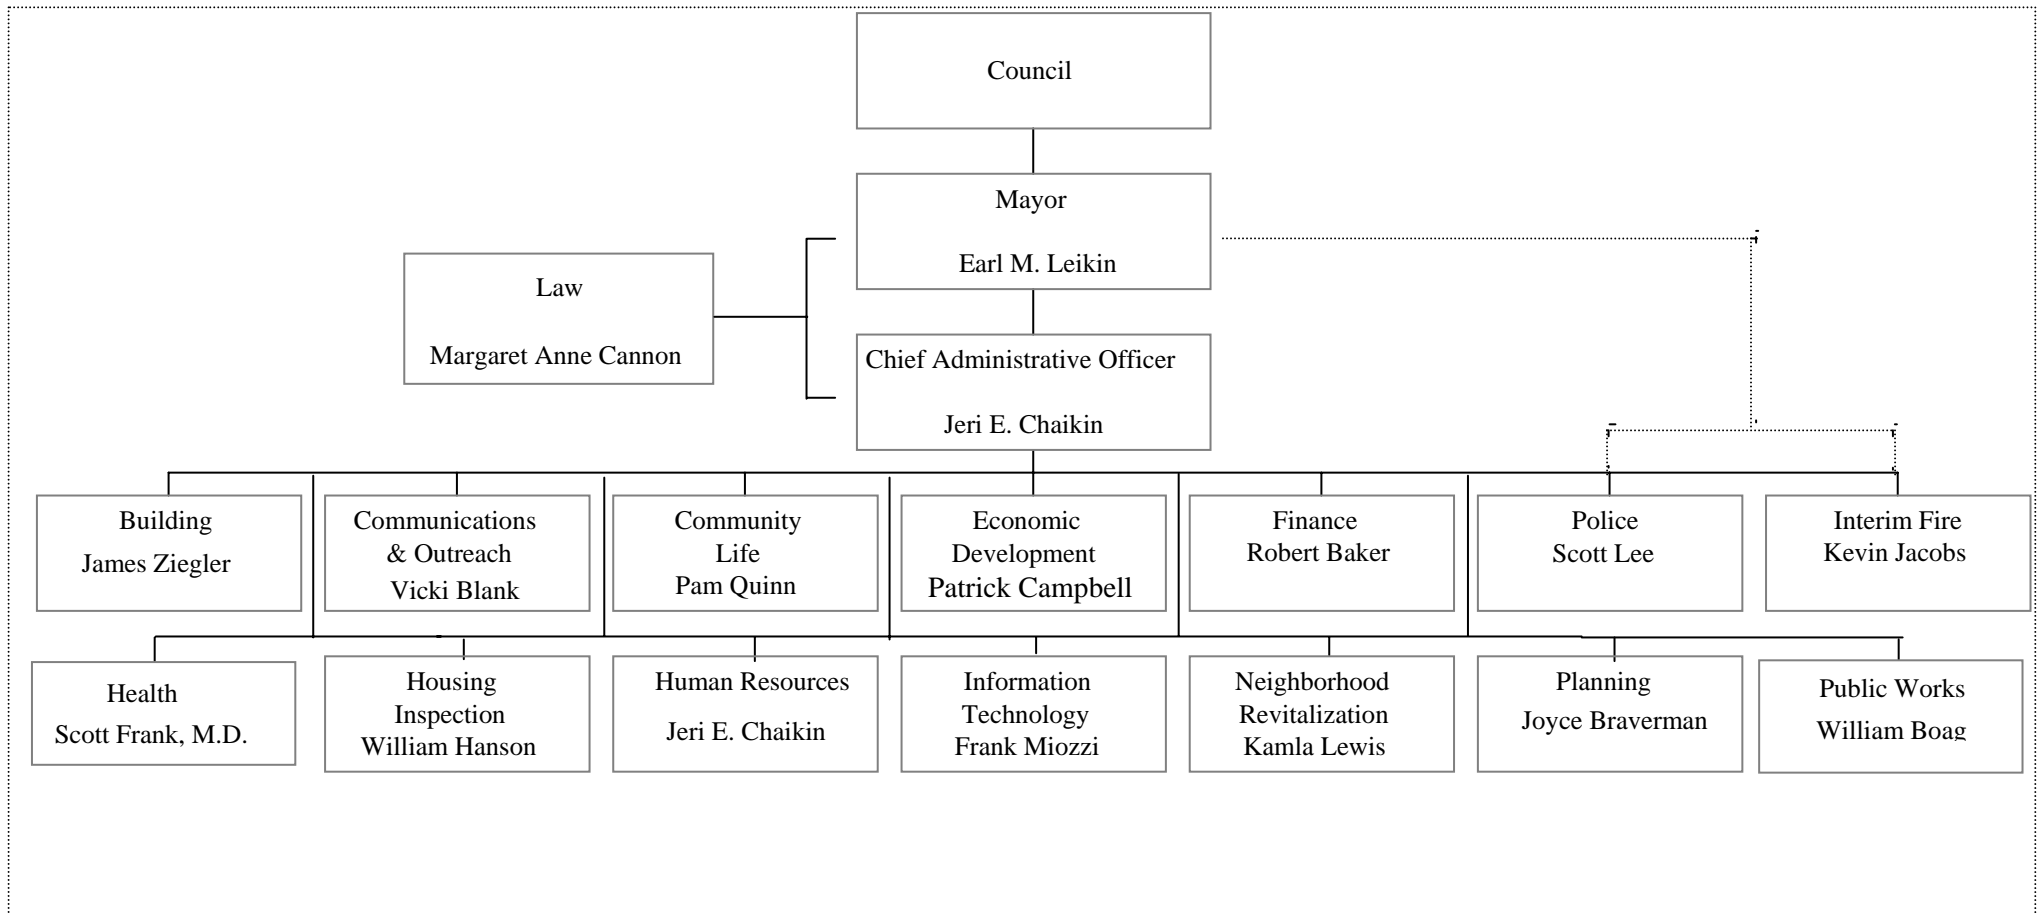 Council
Mayor
Earl M. Leikin
Law
Margaret Anne Cannon
Chief Administrative Officer
Jeri E. Chaikin
Building
James Ziegler
Communications
& Outreach
Vicki Blank
Community
Life
Pam Quinn
Economic
Development
Patrick Campbell
Finance
Robert Baker
Police
Scott Lee
Interim Fire
Kevin Jacobs
Health
Scott Frank, M.D.
Housing
Inspection
William Hanson
Human Resources
Jeri E. Chaikin
Information
Technology
Frank Miozzi
Neighborhood
Revitalization
Kamla Lewis
Planning
Joyce Braverman
Public Works
William Boag